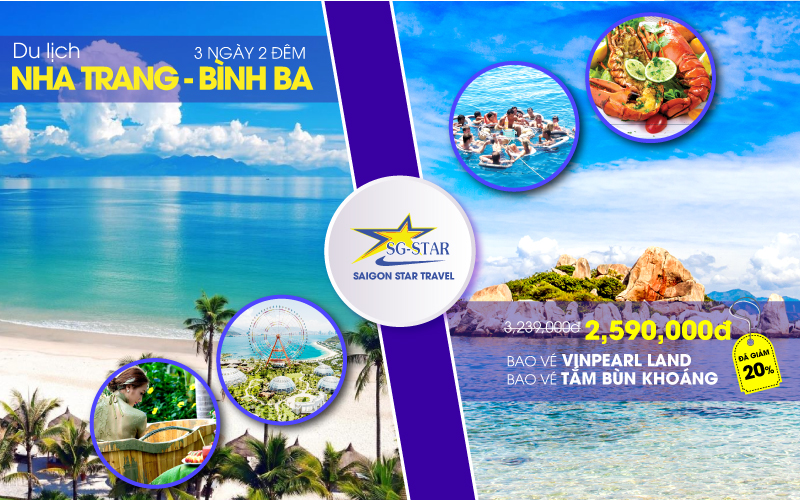 Du lịch
3 NGÀY 2 ĐÊM
NHA TRANG - BÌNH BA
SG-STAR
SAIGON STAR TRAVEL
3,239,000đ 2,590,000đ
BAO VÉ VINPEARL LAND
BAO VÉ TẮM BÙN KHOÁNG
ĐÃ GIẢM
20%